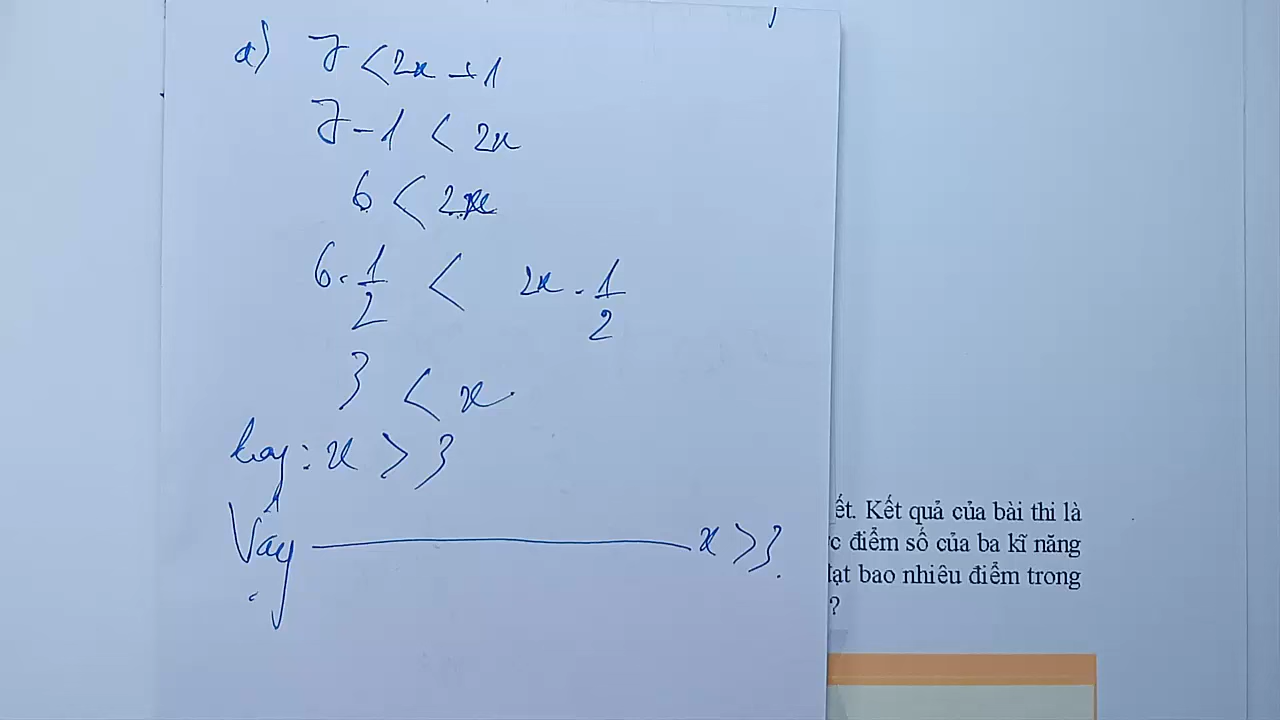 a) 7 < 2x + 1
7 - 1 < 2x
6 < 2x
6 . 1/2 < 2x . 1/2
3 < x
hay: x > 3
Vậy ———————— x > 3.
ết. Kết quả của bài thi là
c điểm số của ba kĩ năng
đạt bao nhiêu điểm trong
?